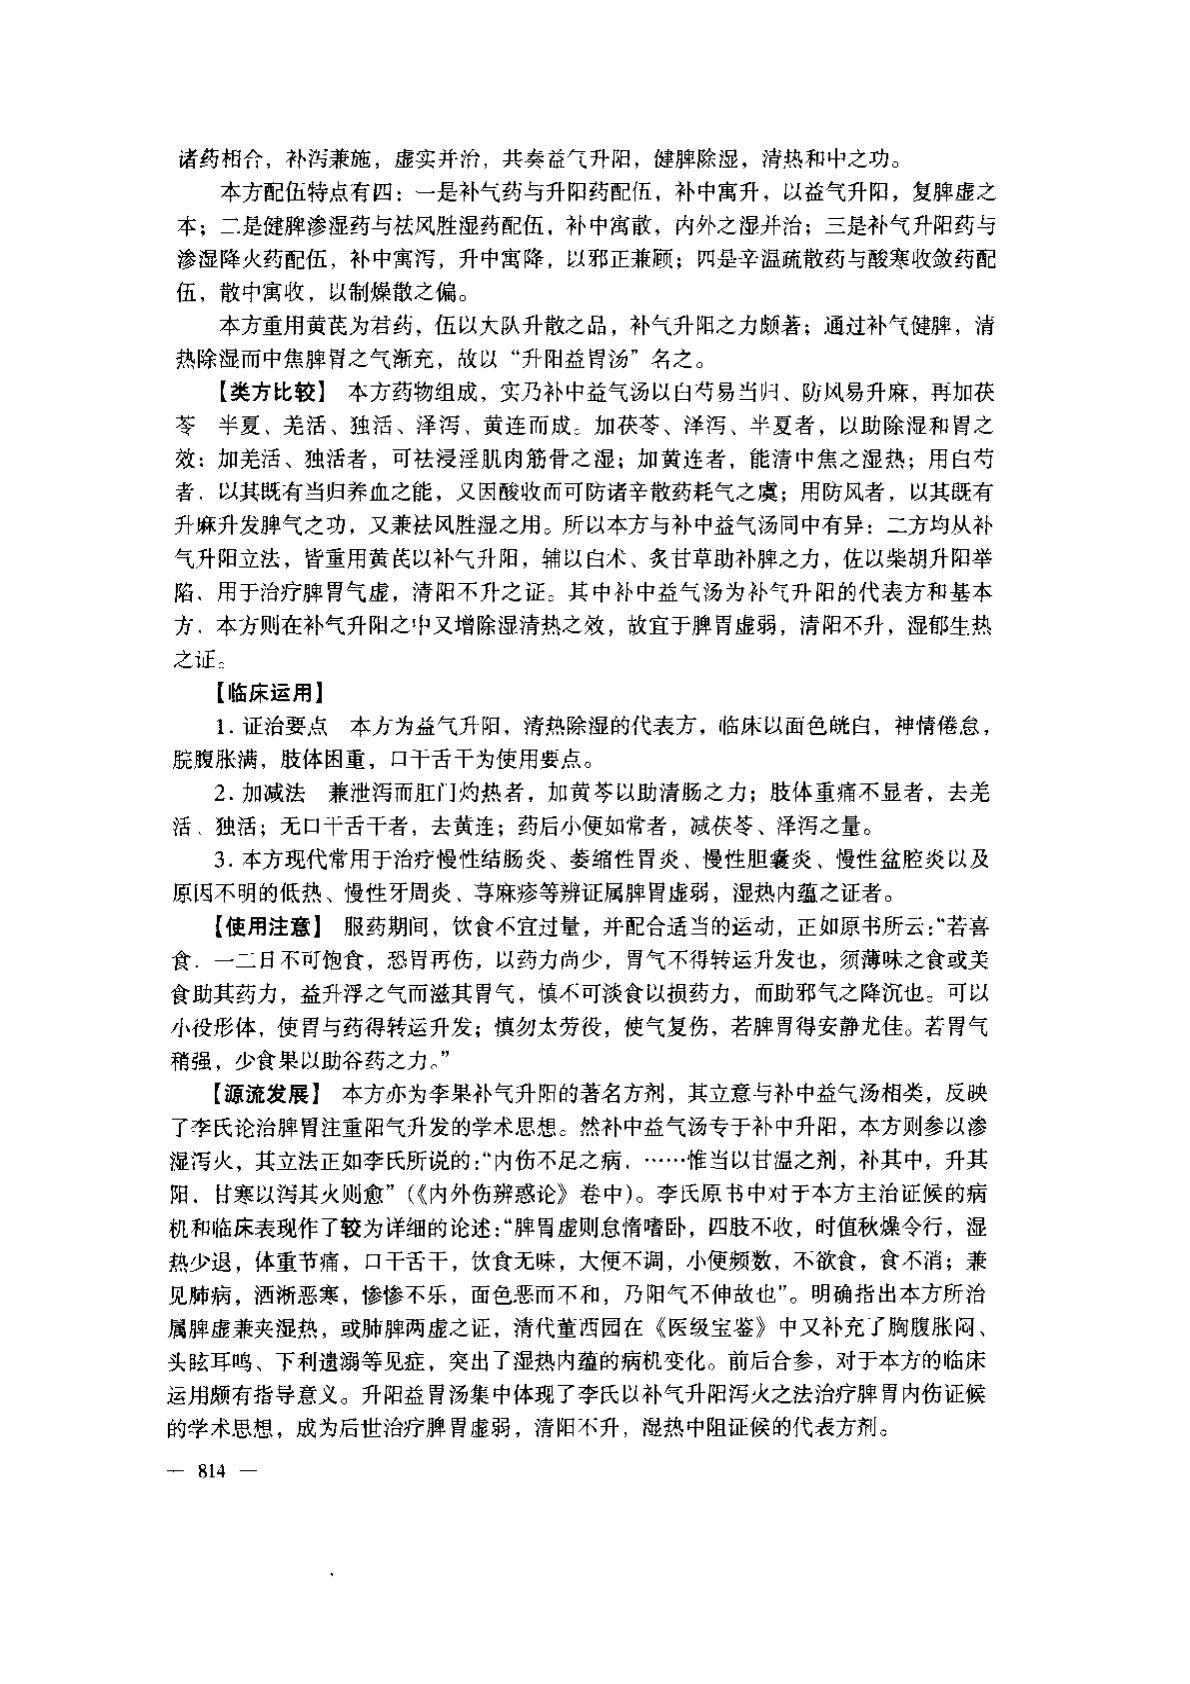 诸药相合，补泻兼施，虚实并治，共奏益气升阳，健脾除湿，清热和中之功。
本方配伍特点有四：一是补气药与升阳药配伍，补中寓升，以益气升阳，复脾虚之
本；二是健脾渗湿药与祛风胜湿药配伍，补中寓散，内外之湿并治；三是补气升阳药与
渗湿降火药配伍，补中寓泻，升中寓降，以邪正兼顾；四是辛温疏散药与酸寒收敛药配
伍，散中寓收，以制燥散之偏。
本方重用黄芪为君药，伍以大队升散之品，补气升阳之力颇著；通过补气健脾，清
热除湿而中焦脾胃之气渐充，故以“升阳益胃汤”名之。
【类方比较】 本方药物组成，实乃补中益气汤以白芍易当归、防风易升麻，再加茯
苓 半夏、羌活、独活、泽泻、黄连而成。加茯苓、泽泻、半夏者，以助除湿和胃之
效；加羌活、独活者，可祛浸淫肌肉筋骨之湿；加黄连者，能清中焦之湿热；用白芍
者，以其既有当归养血之能，又因酸收而可防诸辛散药耗气之虞；用防风者，以其既有
升麻升发脾气之功，又兼祛风胜湿之用。所以本方与补中益气汤同中有异：二方均从补
气升阳立法，皆重用黄芪以补气升阳，辅以白术、炙甘草助补脾之力，佐以柴胡升阳举
陷，用于治疗脾胃气虚，清阳不升之证。其中补中益气汤为补气升阳的代表方和基本
方，本方则在补气升阳之中又增除湿清热之效，故宜于脾胃虚弱，清阳不升，湿郁生热
之证。
【临床运用】
1. 证治要点 本方为益气升阳，清热除湿的代表方，临床以面色㿠白，神情倦怠，
脘腹胀满，肢体困重，口干舌干为使用要点。
2. 加减法 兼泄泻而肛门灼热者，加黄芩以助清肠之力；肢体重痛不显者，去羌
活、独活；无口干舌干者，去黄连；药后小便如常者，减茯苓、泽泻之量。
3. 本方现代常用于治疗慢性结肠炎、萎缩性胃炎、慢性胆囊炎、慢性盆腔炎以及
原因不明的低热、慢性牙周炎、荨麻疹等辨证属脾胃虚弱，湿热内蕴之证者。
【使用注意】 服药期间，饮食不宜过量，并配合适当的运动，正如原书所云：“若喜
食，一二日不可饱食，恐胃再伤，以药力尚少，胃气不得转运升发也，须薄味之食或美
食助其药力，益升浮之气而滋其胃气，慎不可淡食以损药力，而助邪气之降沉也。可以
小役形体，使胃与药得转运升发；慎勿太劳役，使气复伤，若脾胃得安静尤佳。若胃气
稍强，少食果以助谷药之力。”
【源流发展】 本方亦为李杲补气升阳的著名方剂，其立意与补中益气汤相类，反映
了李氏论治脾胃注重阳气升发的学术思想。然补中益气汤专于补中升阳，本方则参以渗
湿泻火，其立法正如李氏所说的：“内伤不足之病，……惟当以甘温之剂，补其中，升其
阳，甘寒以泻其火则愈”（《内外伤辨惑论》卷中）。李氏原书中对于本方主治证候的病
机和临床表现作了较为详细的论述：“脾胃虚则怠惰嗜卧，四肢不收，时值秋燥令行，湿
热少退，体重节痛，口干舌干，饮食无味，大便不调，小便频数，不欲食，食不消；兼
见肺病，洒淅恶寒，惨惨不乐，面色恶而不和，乃阳气不伸故也”。明确指出本方所治
属脾虚兼夹湿热，或肺脾两虚之证，清代董西园在《医级宝鉴》中又补充了胸腹胀闷、
头眩耳鸣、下利遗溺等见症，突出了湿热内蕴的病机变化。前后合参，对于本方的临床
运用颇有指导意义。升阳益胃汤集中体现了李氏以补气升阳泻火之法治疗脾胃内伤证候
的学术思想，成为后世治疗脾胃虚弱，清阳不升，湿热中阻证候的代表方剂。
— 814 —